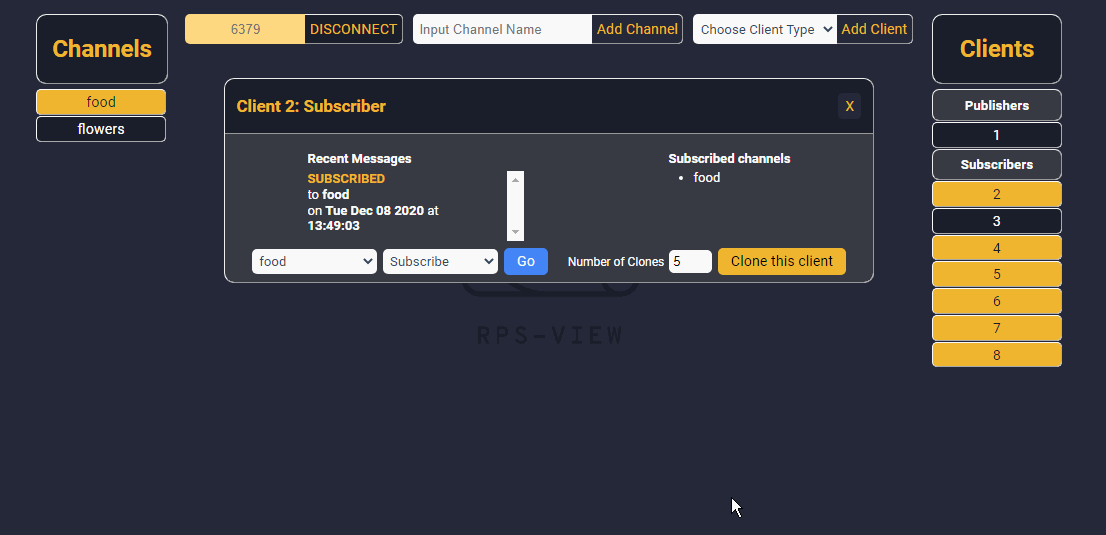 Channels
food
flowers
6379 DISCONNECT
Input Channel Name Add Channel
Choose Client Type Add Client
Client 2: Subscriber X
Recent Messages
SUBSCRIBED
to food
on Tue Dec 08 2020 at
13:49:03
Subscribed channels
• food
food Subscribe Go
Number of Clones 5 Clone this client
RPS-VIEW
Clients
Publishers
1
Subscribers
2
3
4
5
6
7
8